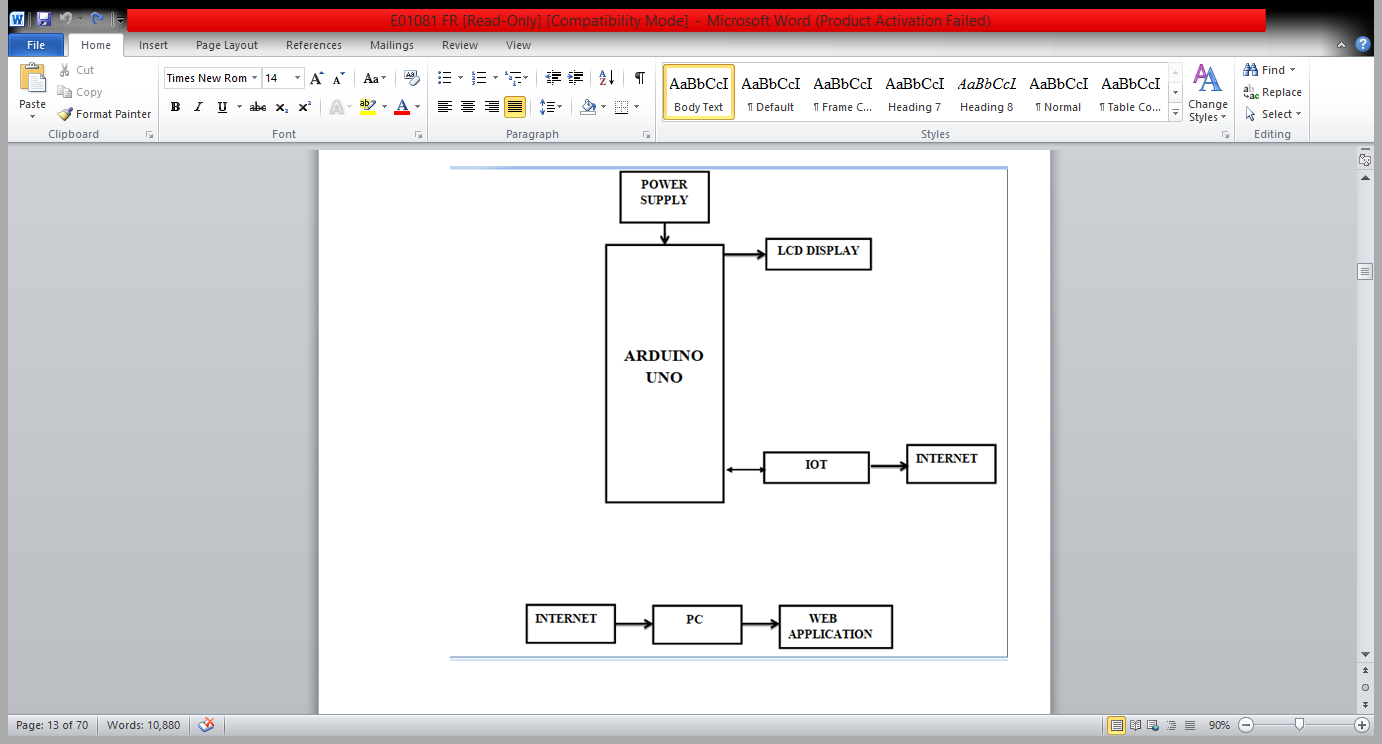 E01081 FR [Read-Only] [Compatibility Mode] - Microsoft Word (Product Activation Failed)
File Home Insert Page Layout References Mailings Review View
Paste
Cut
Copy
Format Painter
Clipboard
Times New Rom 14
Font
Paragraph
AaBbCcI AaBbCcI AaBbCcI AaBbCcI AaBbCcI AaBbCcI AaBbCcI
Body Text ¶ Default ¶ Frame C... Heading 7 Heading 8 ¶ Normal ¶ Table Co...
Styles
Change
Styles
Find
Replace
Select
Editing
POWER
SUPPLY
LCD DISPLAY
ARDUINO
UNO
IOT
INTERNET
INTERNET
PC
WEB
APPLICATION
Page: 13 of 70 Words: 10,880 90%